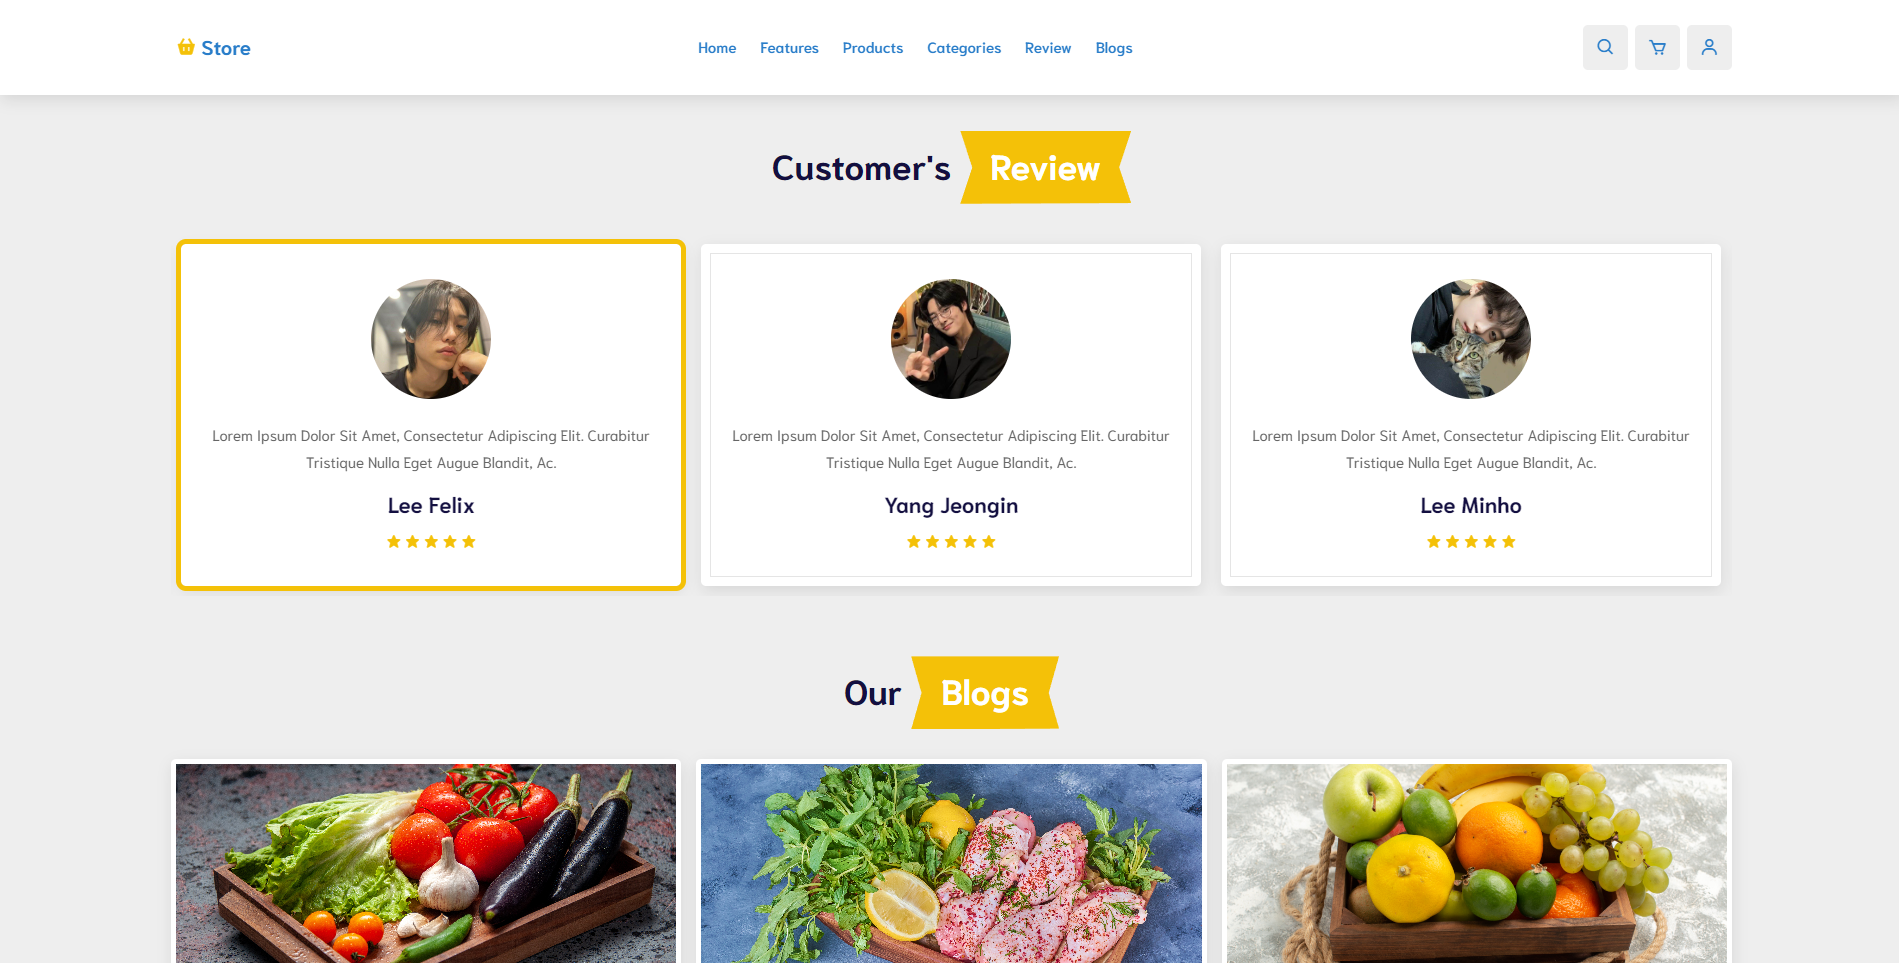 Store
Home Features Products Categories Review Blogs
Customer's Review
Lorem Ipsum Dolor Sit Amet, Consectetur Adipiscing Elit. Curabitur
Tristique Nulla Eget Augue Blandit, Ac.
Lee Felix
Lorem Ipsum Dolor Sit Amet, Consectetur Adipiscing Elit. Curabitur
Tristique Nulla Eget Augue Blandit, Ac.
Yang Jeongin
Lorem Ipsum Dolor Sit Amet, Consectetur Adipiscing Elit. Curabitur
Tristique Nulla Eget Augue Blandit, Ac.
Lee Minho
Our Blogs